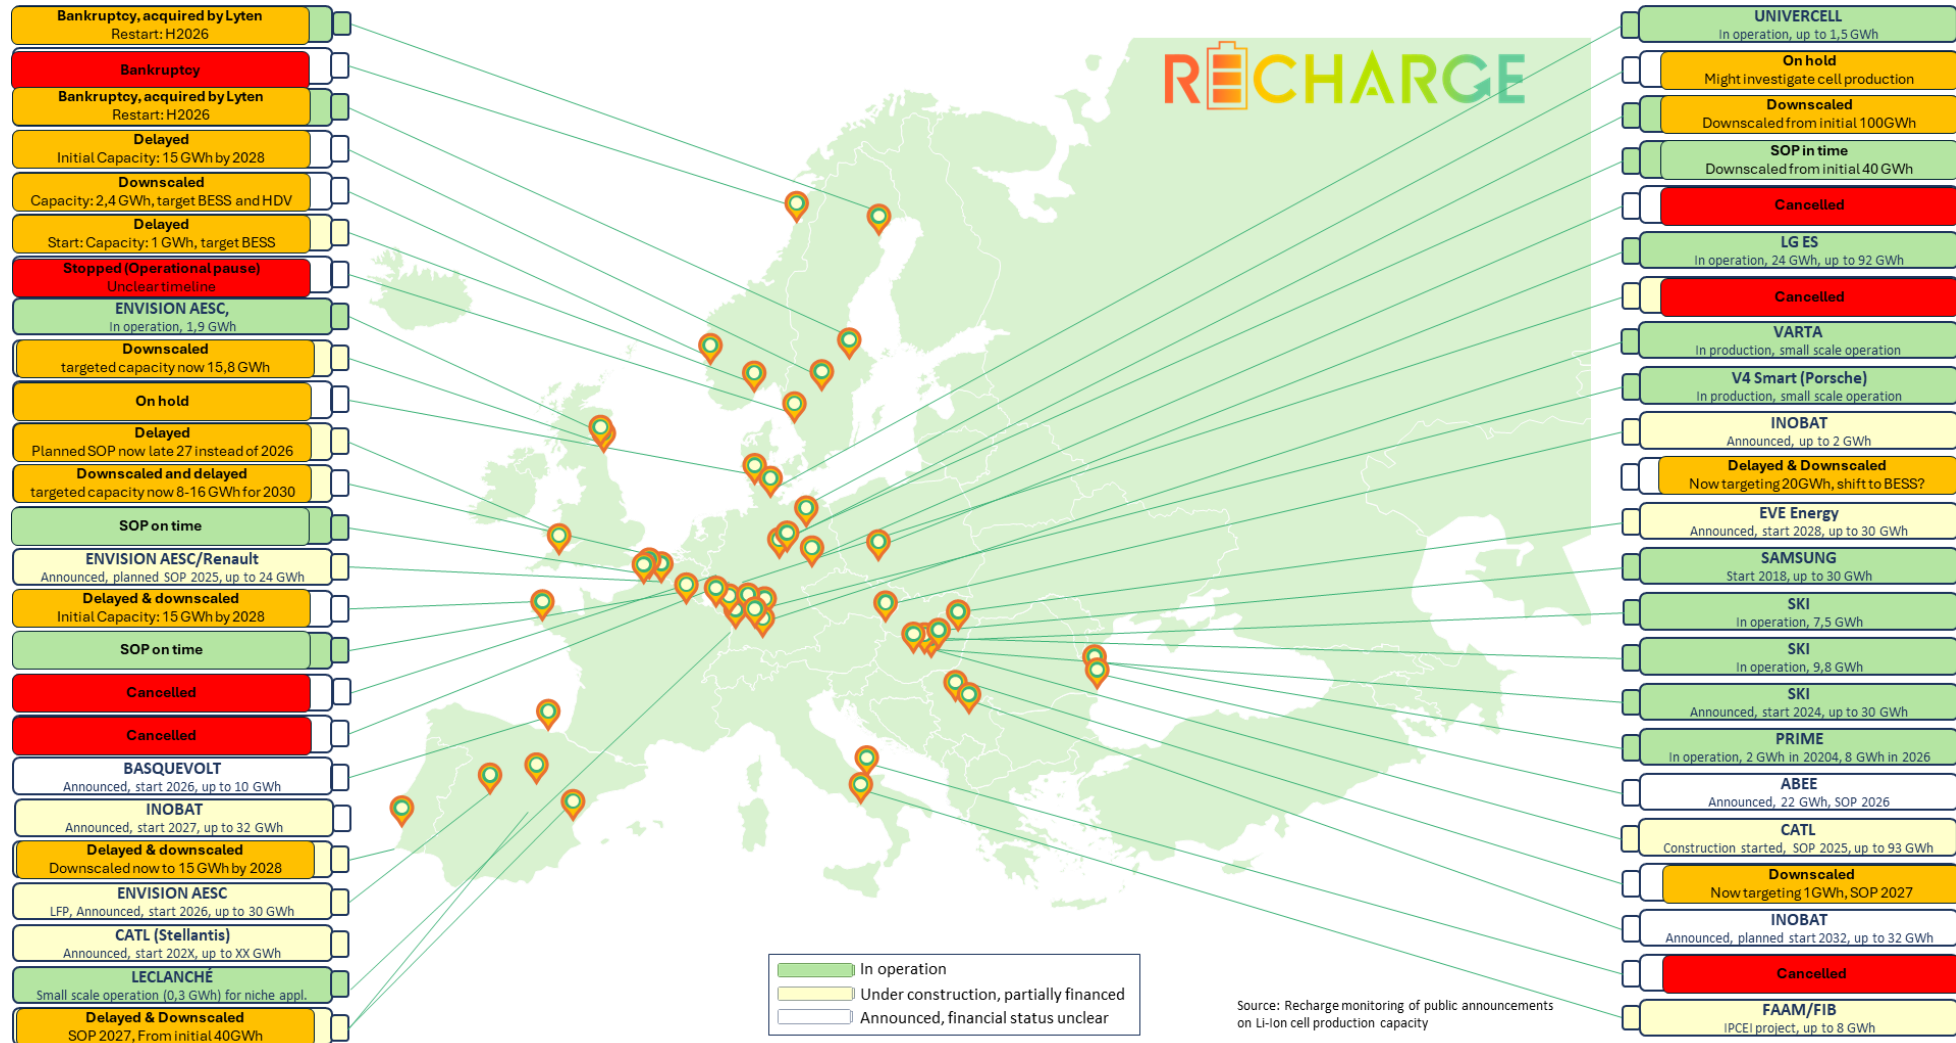 Bankruptcy, acquired by Lyten
Restart: H2026
Bankruptcy
Bankruptcy, acquired by Lyten
Restart: H2026
Delayed
Initial Capacity: 15 GWh by 2028
Downscaled
Capacity: 2,4 GWh, target BESS and HDV
Delayed
Start: Capacity: 1 GWh, target BESS
Stopped (Operational pause)
Unclear timeline
ENVISION AESC,
In operation, 1,9 GWh
Downscaled
targeted capacity now 15,8 GWh
On hold
Delayed
Planned SOP now late 27 instead of 2026
Downscaled and delayed
targeted capacity now 8-16 GWh for 2030
SOP on time
ENVISION AESC/Renault
Announced, planned SOP 2025, up to 24 GWh
Delayed & downscaled
Initial Capacity: 15 GWh by 2028
SOP on time
Cancelled
Cancelled
BASQUEVOLT
Announced, start 2026, up to 10 GWh
INOBAT
Announced, start 2027, up to 32 GWh
Delayed & downscaled
Downscaled now to 15 GWh by 2028
ENVISION AESC
LFP, Announced, start 2026, up to 30 GWh
CATL (Stellantis)
Announced, start 202X, up to XX GWh
LECLANCHÉ
Small scale operation (0,3 GWh) for niche appl.
Delayed & Downscaled
SOP 2027, From initial 40GWh
RECHARGE
UNIVERCELL
In operation, up to 1,5 GWh
On hold
Might investigate cell production
Downscaled
Downscaled from initial 100GWh
SOP in time
Downscaled from initial 40 GWh
Cancelled
LG ES
In operation, 24 GWh, up to 92 GWh
Cancelled
VARTA
In production, small scale operation
V4 Smart (Porsche)
In production, small scale operation
INOBAT
Announced, up to 2 GWh
Delayed & Downscaled
Now targeting 20GWh, shift to BESS?
EVE Energy
Announced, start 2028, up to 30 GWh
SAMSUNG
Start 2018, up to 30 GWh
SKI
In operation, 7,5 GWh
SKI
In operation, 9,8 GWh
SKI
Announced, start 2024, up to 30 GWh
PRIME
In operation, 2 GWh in 20204, 8 GWh in 2026
ABEE
Announced, 22 GWh, SOP 2026
CATL
Construction started, SOP 2025, up to 93 GWh
Downscaled
Now targeting 1GWh, SOP 2027
INOBAT
Announced, planned start 2032, up to 32 GWh
Cancelled
FAAM/FIB
IPCEI project, up to 8 GWh
In operation
Under construction, partially financed
Announced, financial status unclear
Source: Recharge monitoring of public announcements
on Li-Ion cell production capacity